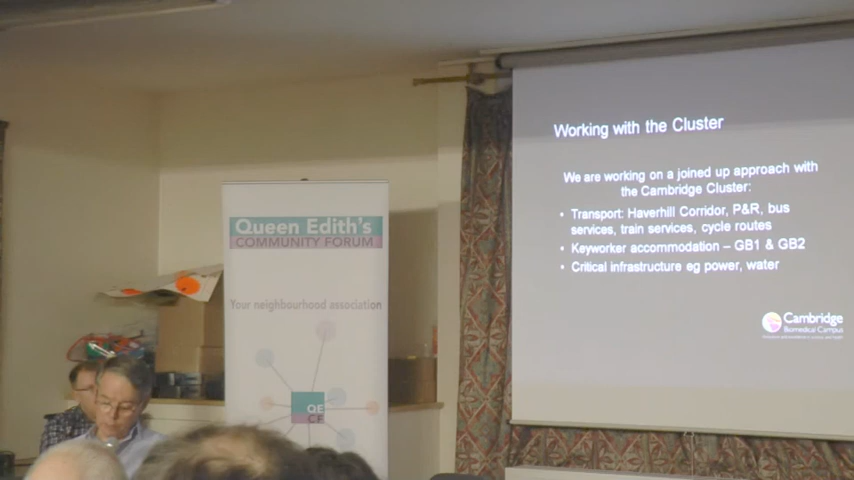 Queen Edith's
COMMUNITY FORUM
Your neighbourhood association
QE
CF
Working with the Cluster
We are working on a joined up approach with
the Cambridge Cluster:
• Transport: Haverhill Corridor, P&R, bus
services, train services, cycle routes
• Keyworker accommodation – GB1 & GB2
• Critical infrastructure eg power, water
Cambridge
Biomedical Campus